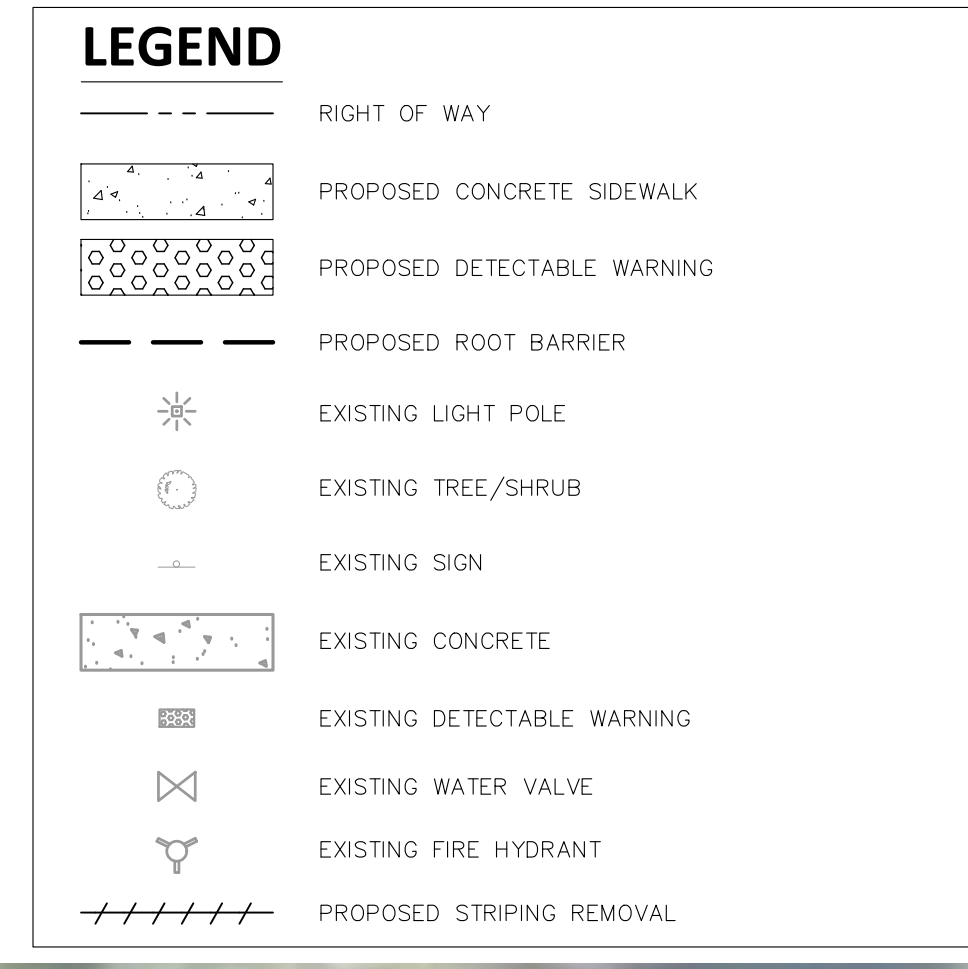 LEGEND
RIGHT OF WAY
PROPOSED CONCRETE SIDEWALK
PROPOSED DETECTABLE WARNING
PROPOSED ROOT BARRIER
EXISTING LIGHT POLE
EXISTING TREE/SHRUB
EXISTING SIGN
EXISTING CONCRETE
EXISTING DETECTABLE WARNING
EXISTING WATER VALVE
EXISTING FIRE HYDRANT
PROPOSED STRIPING REMOVAL